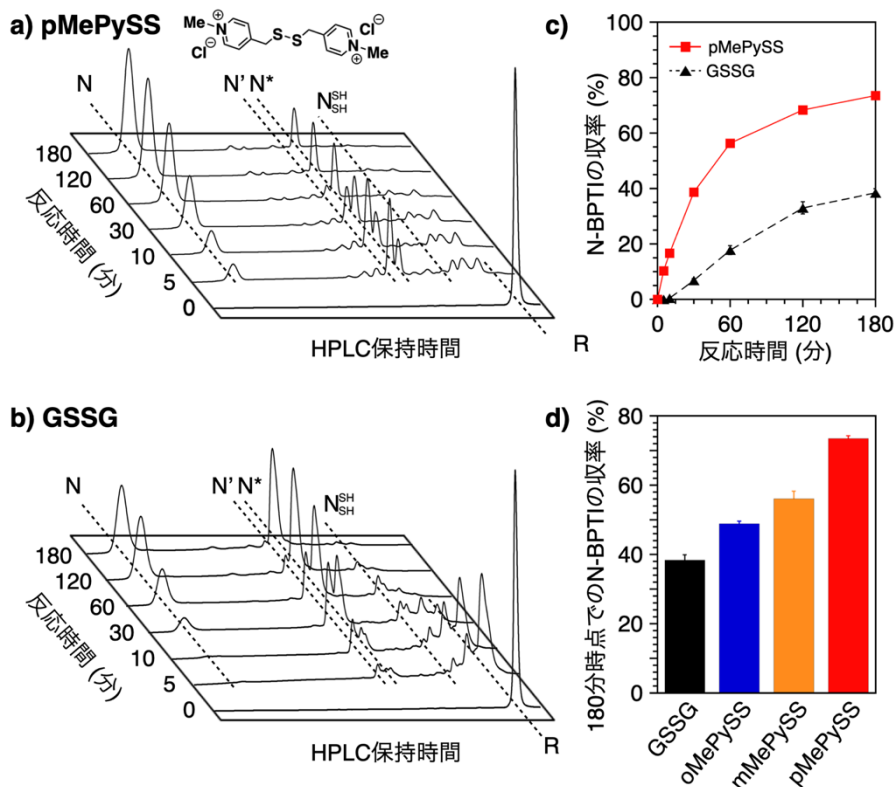 a) pMePySS
Me
N
⊕
Cl⊖
S
S
Cl⊖
N
⊕
Me
N
N' N*
N SH SH
180
120
60
30
10
5
0
反応時間 (分)
HPLC保持時間
R
b) GSSG
N
N' N*
N SH SH
180
120
60
30
10
5
0
反応時間 (分)
HPLC保持時間
R
c)
100
80
60
40
20
0
N-BPTIの収率 (%)
pMePySS
GSSG
0 60 120 180
反応時間 (分)
d)
80
60
40
20
0
180分時点でのN-BPTIの収率 (%)
GSSG
oMePySS
mMePySS
pMePySS